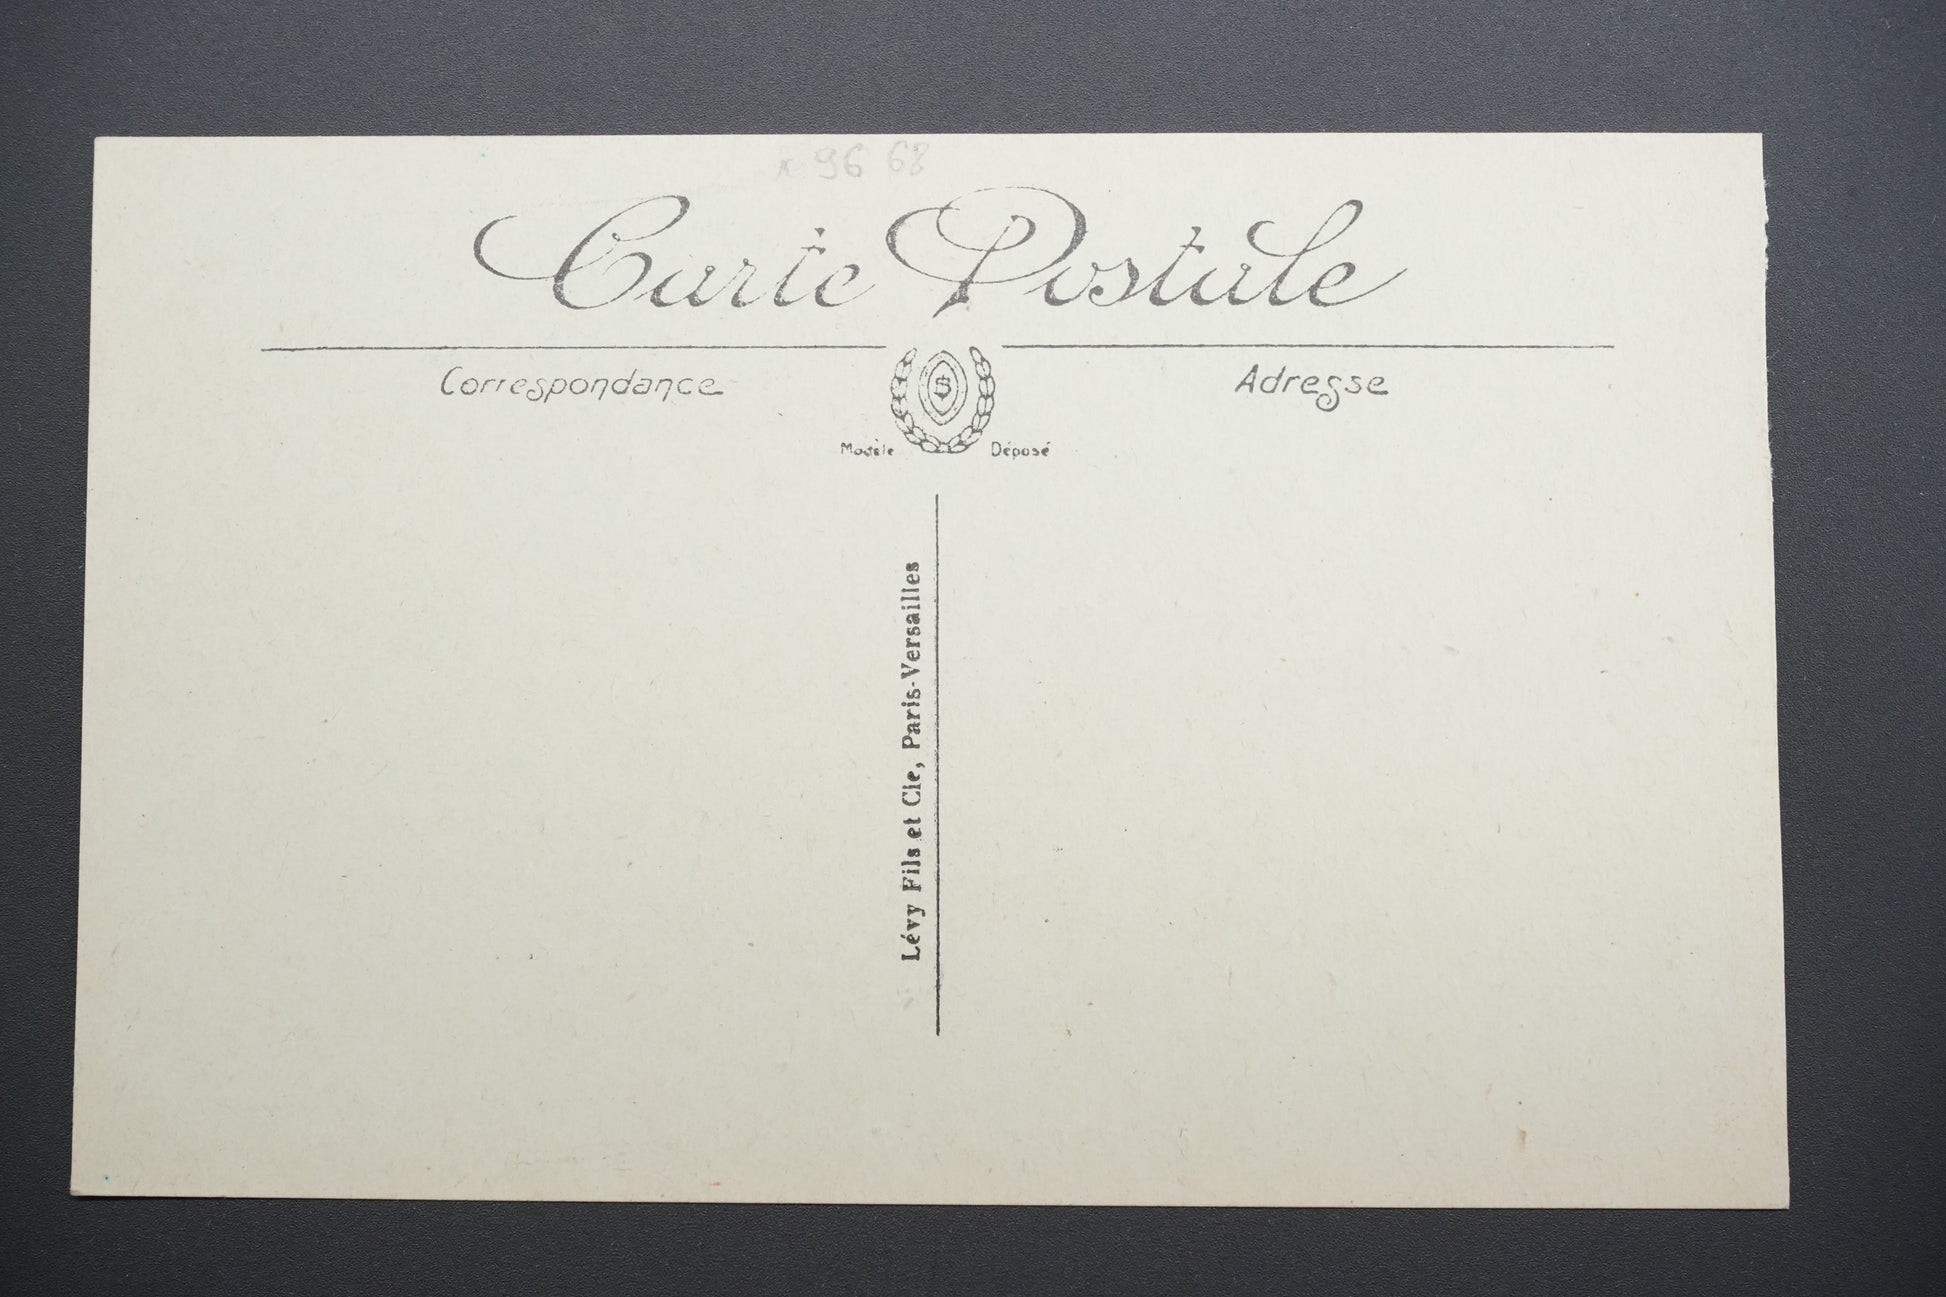 96 68
Carte Postale
Correspondance
Adresse
Modèle Déposé
Lévy Fils et Cie, Paris-Versailles